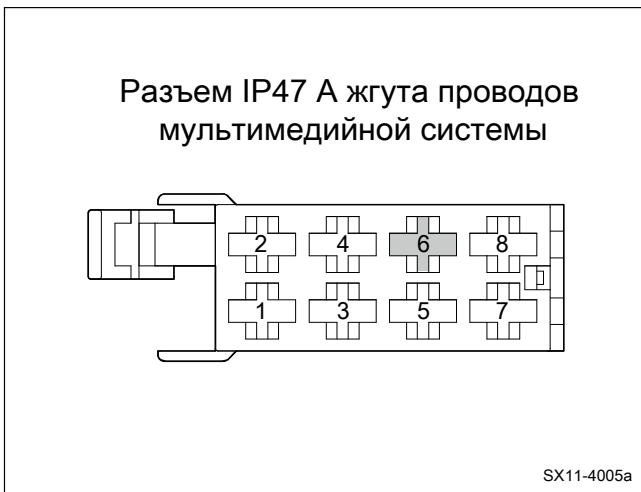 Разъем IP47 A жгута проводов
мультимедийной системы
2 4 6 8
1 3 5 7
SX11-4005a